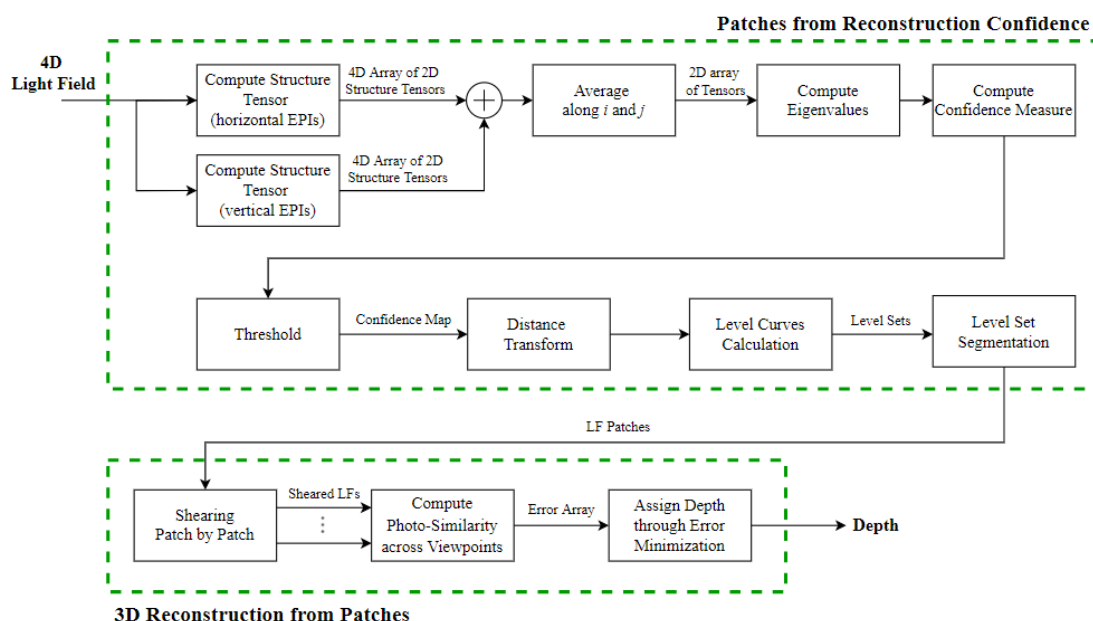 Patches from Reconstruction Confidence
4D
Light Field
Compute Structure
Tensor
(horizontal EPIs)
4D Array of 2D
Structure Tensors
+
Average
along i and j
2D array
of Tensors
Compute
Eigenvalues
Compute
Confidence Measure
Compute Structure
Tensor
(vertical EPIs)
4D Array of 2D
Structure Tensors
Threshold
Confidence Map
Distance
Transform
Level Curves
Calculation
Level Sets
Level Set
Segmentation
LF Patches
Shearing
Patch by Patch
Sheared LFs
⋮
Compute
Photo-Similarity
across Viewpoints
Error Array
Assign Depth
through Error
Minimization
Depth
3D Reconstruction from Patches